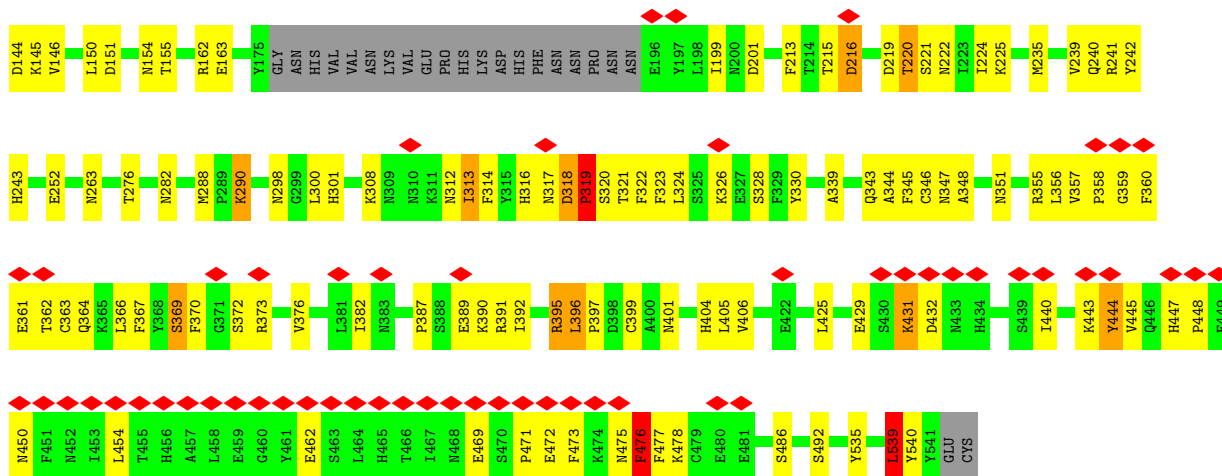 D144 K145 V146 L150 D151 N154 T155 R162 E163 Y175 GLY ASN HIS VAL VAL ASN LYS VAL GLU PRO HIS LYS ASP HIS PHE ASN ASN PRO ASN ASN E196 Y197 L198 I199 N200 D201 F213 T214 T215 D216 D219 T220 S221 N222 I223 I224 K225 M235 V239 Q240 R241 Y242
H243 E252 N263 T276 N282 M288 P289 K290 N298 G299 L300 H301 K308 N309 N310 K311 N312 I313 F314 Y315 H316 N317 D318 P319 S320 T321 F322 F323 L324 S325 K326 E327 S328 F329 Y330 A339 Q343 A344 F345 C346 N347 A348 N351 R355 L356 V357 P358 G359 F360
E361 T362 C363 Q364 K365 L366 F367 Y368 S369 F370 G371 S372 R373 V376 L381 I382 N383 P387 S388 E389 K390 R391 I392 R395 L396 P397 D398 C399 A400 N401 H404 L405 V406 E422 L425 E429 S430 K431 D432 N433 H434 S439 I440 K443 Y444 V445 Q446 H447 P448 E449
N450 F451 N452 I453 L454 T455 H456 A457 L458 E459 G460 Y461 E462 S463 L464 H465 T466 I467 N468 E469 S470 P471 E472 F473 K474 N475 F476 F477 K478 C479 E480 E481 S486 S492 Y535 L539 Y540 Y541 GLU CYS